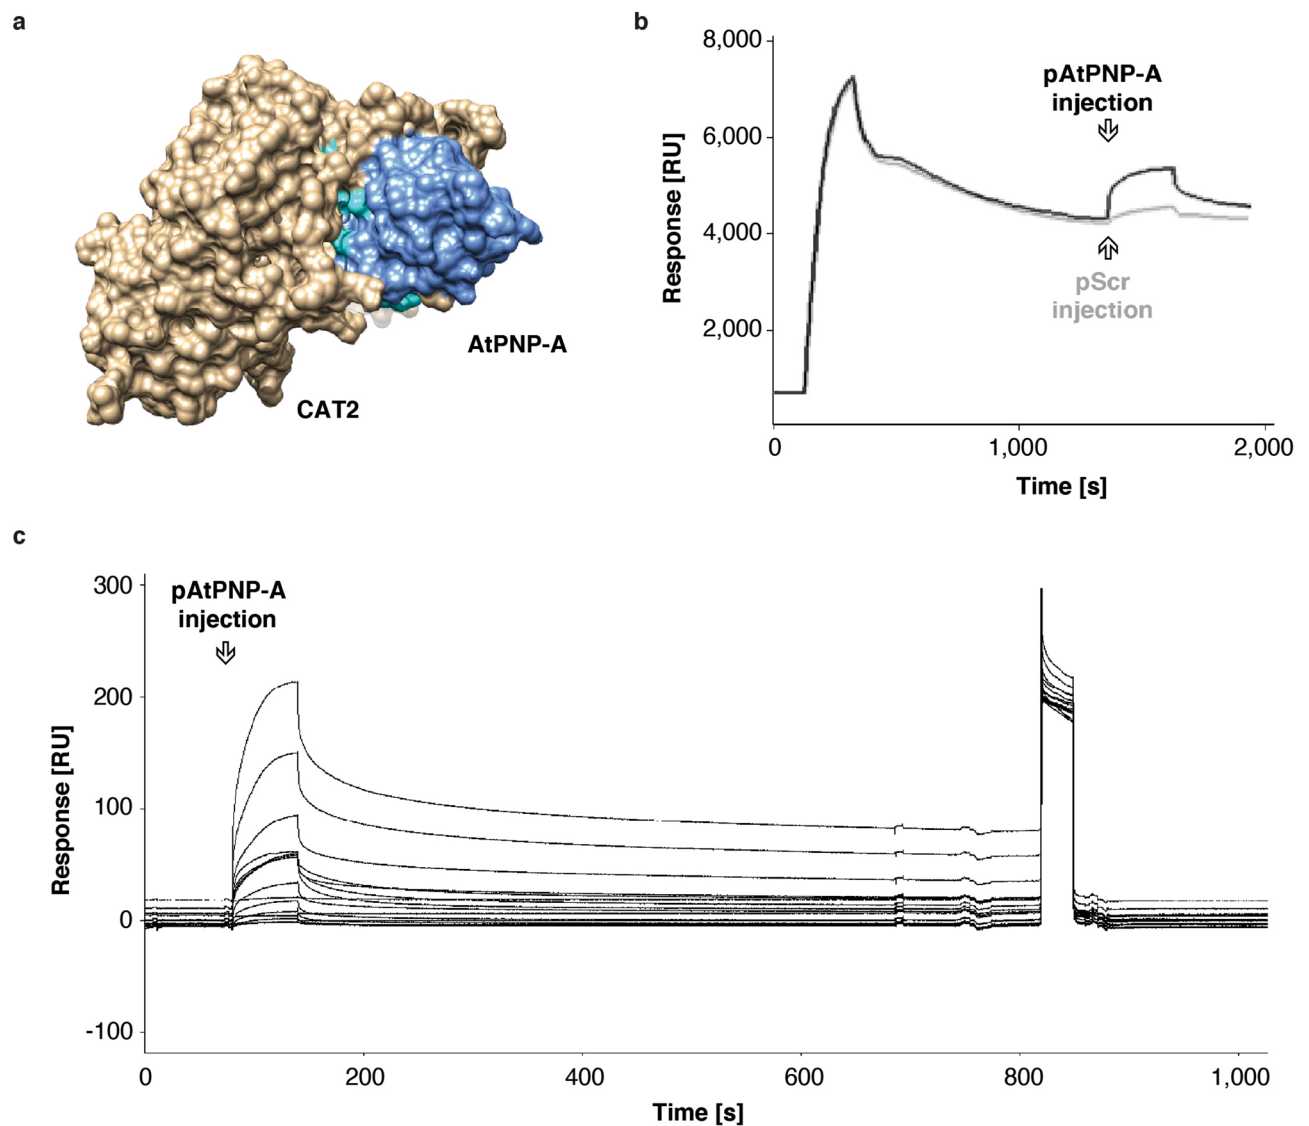 a
CAT2
AtPNP-A
b
8,000
6,000
4,000
2,000
Response [RU]
pAtPNP-A
injection
pScr
injection
0
1,000
2,000
Time [s]
c
300
200
100
0
-100
Response [RU]
pAtPNP-A
injection
0
200
400
600
800
1,000
Time [s]